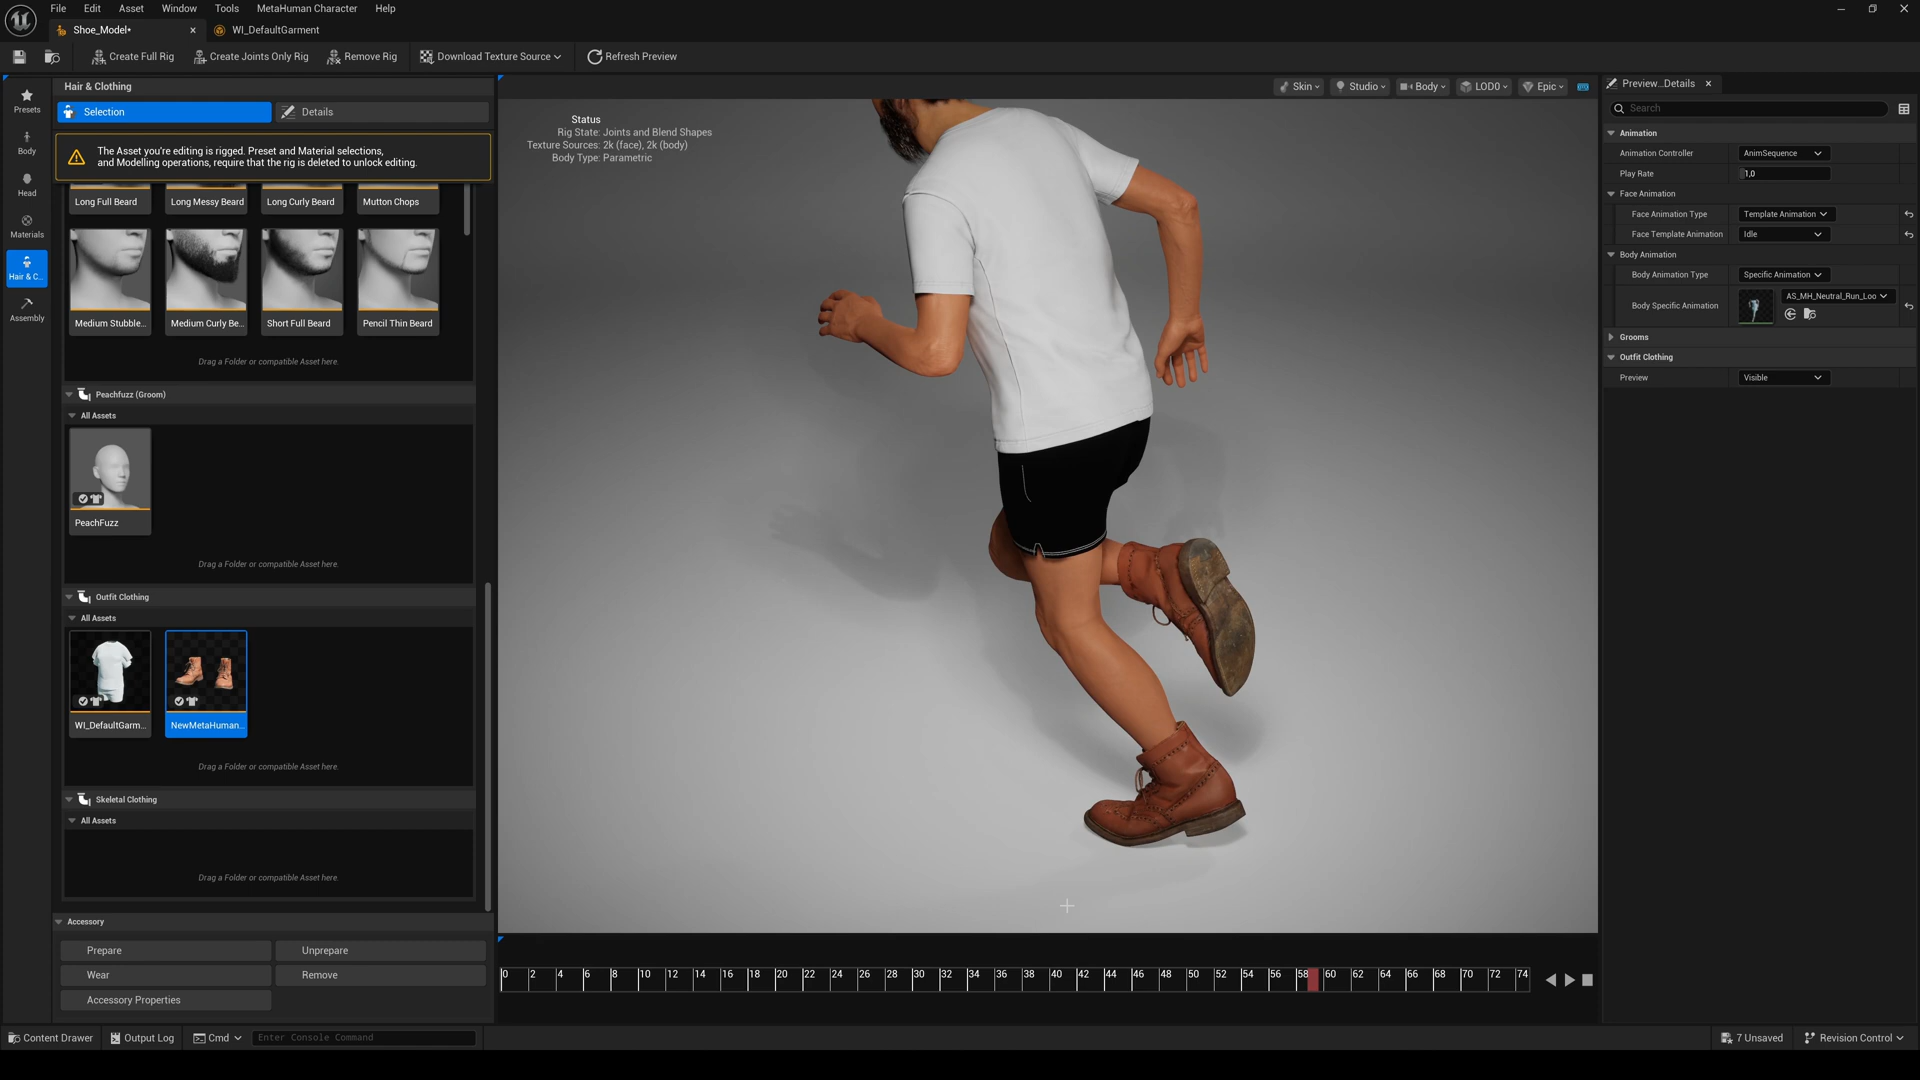 File Edit Asset Window Tools MetaHuman Character Help
Shoe_Model*
WI_DefaultGarment
Create Full Rig
Create Joints Only Rig
Remove Rig
Download Texture Source
Refresh Preview
Presets
Body
Head
Materials
Hair & C...
Assembly
Hair & Clothing
Selection
Details
The Asset you're editing is rigged. Preset and Material selections,
and Modelling operations, require that the rig is deleted to unlock editing.
Long Full Beard
Long Messy Beard
Long Curly Beard
Mutton Chops
Medium Stubble...
Medium Curly Be...
Short Full Beard
Pencil Thin Beard
Drag a Folder or compatible Asset here.
Peachfuzz (Groom)
All Assets
PeachFuzz
Drag a Folder or compatible Asset here.
Outfit Clothing
All Assets
WI_DefaultGarm...
NewMetaHuman...
Drag a Folder or compatible Asset here.
Skeletal Clothing
All Assets
Drag a Folder or compatible Asset here.
Accessory
Prepare
Unprepare
Wear
Remove
Accessory Properties
Skin
Studio
Body
LOD0
Epic
Status
Rig State: Joints and Blend Shapes
Texture Sources: 2k (face), 2k (body)
Body Type: Parametric
0 2 4 6 8 10 12 14 16 18 20 22 24 26 28 30 32 34 36 38 40 42 44 46 48 50 52 54 56 58 60 62 64 66 68 70 72 74
Preview...Details
Search
Animation
Animation Controller
AnimSequence
Play Rate
1,0
Face Animation
Face Animation Type
Template Animation
Face Template Animation
Idle
Body Animation
Body Animation Type
Specific Animation
Body Specific Animation
AS_MH_Neutral_Run_Loo
Grooms
Outfit Clothing
Preview
Visible
Content Drawer
Output Log
Cmd
Enter Console Command
7 Unsaved
Revision Control